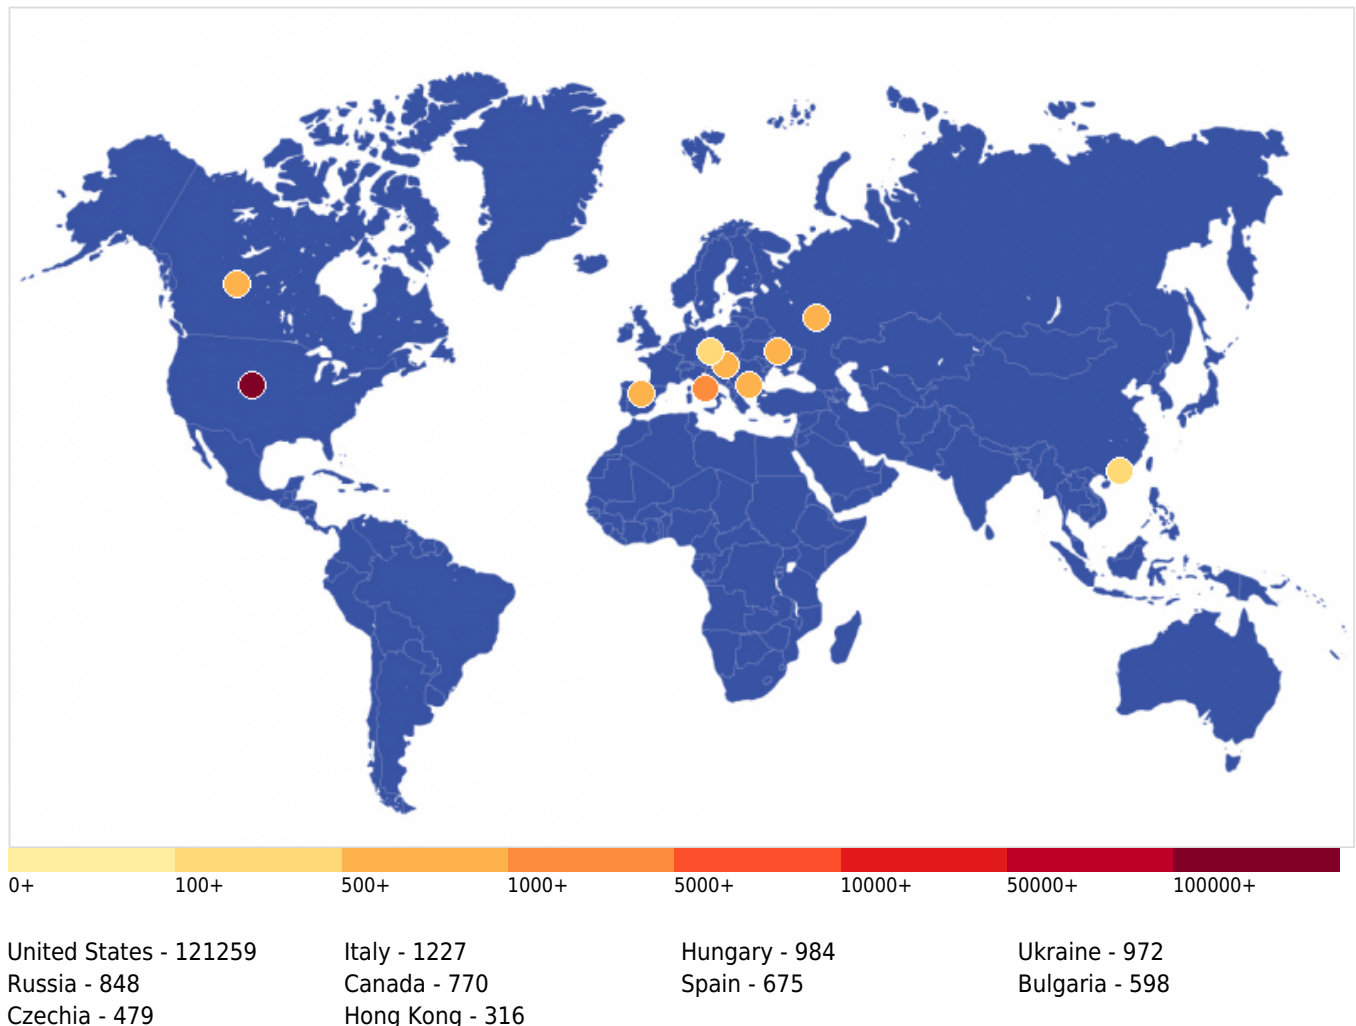 0+ 100+ 500+ 1000+ 5000+ 10000+ 50000+ 100000+
United States - 121259 Italy - 1227 Hungary - 984 Ukraine - 972
Russia - 848 Canada - 770 Spain - 675 Bulgaria - 598
Czechia - 479 Hong Kong - 316